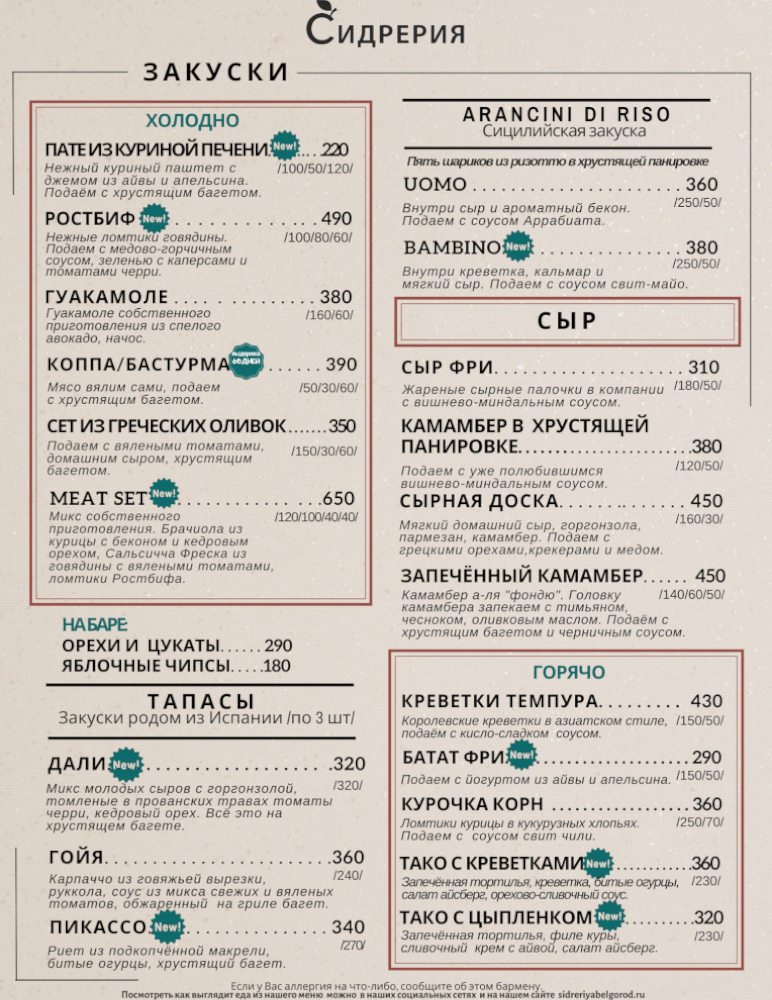 Сидрерия
ЗАКУСКИ
ХОЛОДНО
ПАТЕ ИЗ КУРИНОЙ ПЕЧЕНИ New! .... 220
Нежный куриный паштет с /100/50/120/
джемом из айвы и апельсина.
Подаём с хрустящим багетом.
РОСТБИФ New! ............ 490
Нежные ломтики говядины. /100/80/60/
Подаем с медово-горчичным
соусом, зеленью с каперсами и
томатами черри.
ГУАКАМОЛЕ ............ 380
Гуакамоле собственного /160/60/
приготовления из спелого
авокадо, начос.
КОППА/БАСТУРМА выдержка 60 ДНЕЙ ...... 390
Мясо вялим сами, подаем /50/30/60/
с хрустящим багетом.
СЕТ ИЗ ГРЕЧЕСКИХ ОЛИВОК.......350
Подаем с вялеными томатами, /150/30/60/
домашним сыром, хрустящим
багетом.
MEAT SET New! ............650
Микс собственного /120/100/40/40/
приготовления. Брачиола из
курицы с беконом и кедровым
орехом, Сальсичча Фреска из
говядины с вялеными томатами,
ломтики Ростбифа.
НА БАРЕ:
ОРЕХИ И ЦУКАТЫ...... 290
ЯБЛОЧНЫЕ ЧИПСЫ.....180
ТАПАСЫ
Закуски родом из Испании /по 3 шт/
ДАЛИ New! ............... .320
Микс молодых сыров с горгонзолой, /320/
томленые в прованских травах томаты
черри, кедровый орех. Всё это на
хрустящем багете.
ГОЙЯ...................360
Карпаччо из говяжьей вырезки, /240/
руккола, соус из микса свежих и вяленых
томатов, обжаренный на гриле багет.
ПИКАССО New! ............ 340
Риет из подкопчённой макрели, /270/
битые огурцы, хрустящий багет.
ARANCINI DI RISO
Сицилийская закуска
Пять шариков из ризотто в хрустящей панировке
UOMO .................. 360
Внутри сыр и ароматный бекон. /250/50/
Подаем с соусом Аррабиата.
BAMBINO New! ............ 380
Внутри креветка, кальмар и /250/50/
мягкий сыр. Подаем с соусом свит-майо.
СЫР
СЫР ФРИ................ 310
Жареные сырные палочки в компании /180/50/
с вишнево-миндальным соусом.
КАМАМБЕР В ХРУСТЯЩЕЙ
ПАНИРОВКЕ......................380
Подаем с уже полюбившимся /120/50/
вишнево-миндальным соусом.
СЫРНАЯ ДОСКА........... 450
Мягкий домашний сыр, горгонзола, /160/30/
пармезан, камамбер. Подаем с
грецкими орехами,крекерами и медом.
ЗАПЕЧЁННЫЙ КАМАМБЕР...... 450
Камамбер а-ля "фондю". Головку /140/60/50/
камамбера запекаем с тимьяном,
чесноком, оливковым маслом. Подаём с
хрустящим багетом и черничным соусом.
ГОРЯЧО
КРЕВЕТКИ ТЕМПУРА......... 430
Королевские креветки в азиатском стиле, /150/50/
подаём с кисло-сладком соусом.
БАТАТ ФРИ New! .............. 290
Подаем с йогуртом из айвы и апельсина. /150/50/
КУРОЧКА КОРН ............. 360
Ломтики курицы в кукурузных хлопьях. /250/70/
Подаем с соусом свит чили.
ТАКО С КРЕВЕТКАМИ New! ..........360
Запечённая тортилья, креветка, битые огурцы, /230/
салат айсберг, орехово-сливочный соус.
ТАКО С ЦЫПЛЕНКОМ New! ......... 320
Запечённая тортилья, филе куры, /230/
сливочный крем с айвой, салат айсберг.
Если у Вас аллергия на что-либо, сообщите об этом бармену.
Посмотреть как выглядит еда из нашего меню можно в наших социальных сетях и на нашем сайте sidreriyabelgorod.ru